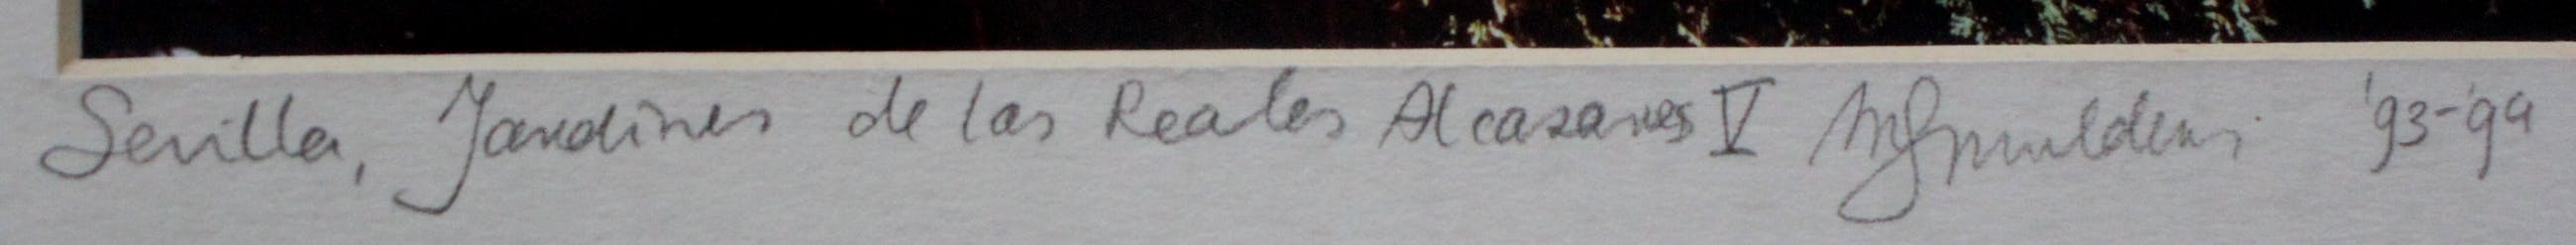 Sevilla, Jardines de las Reales Alcazares V '93-'94